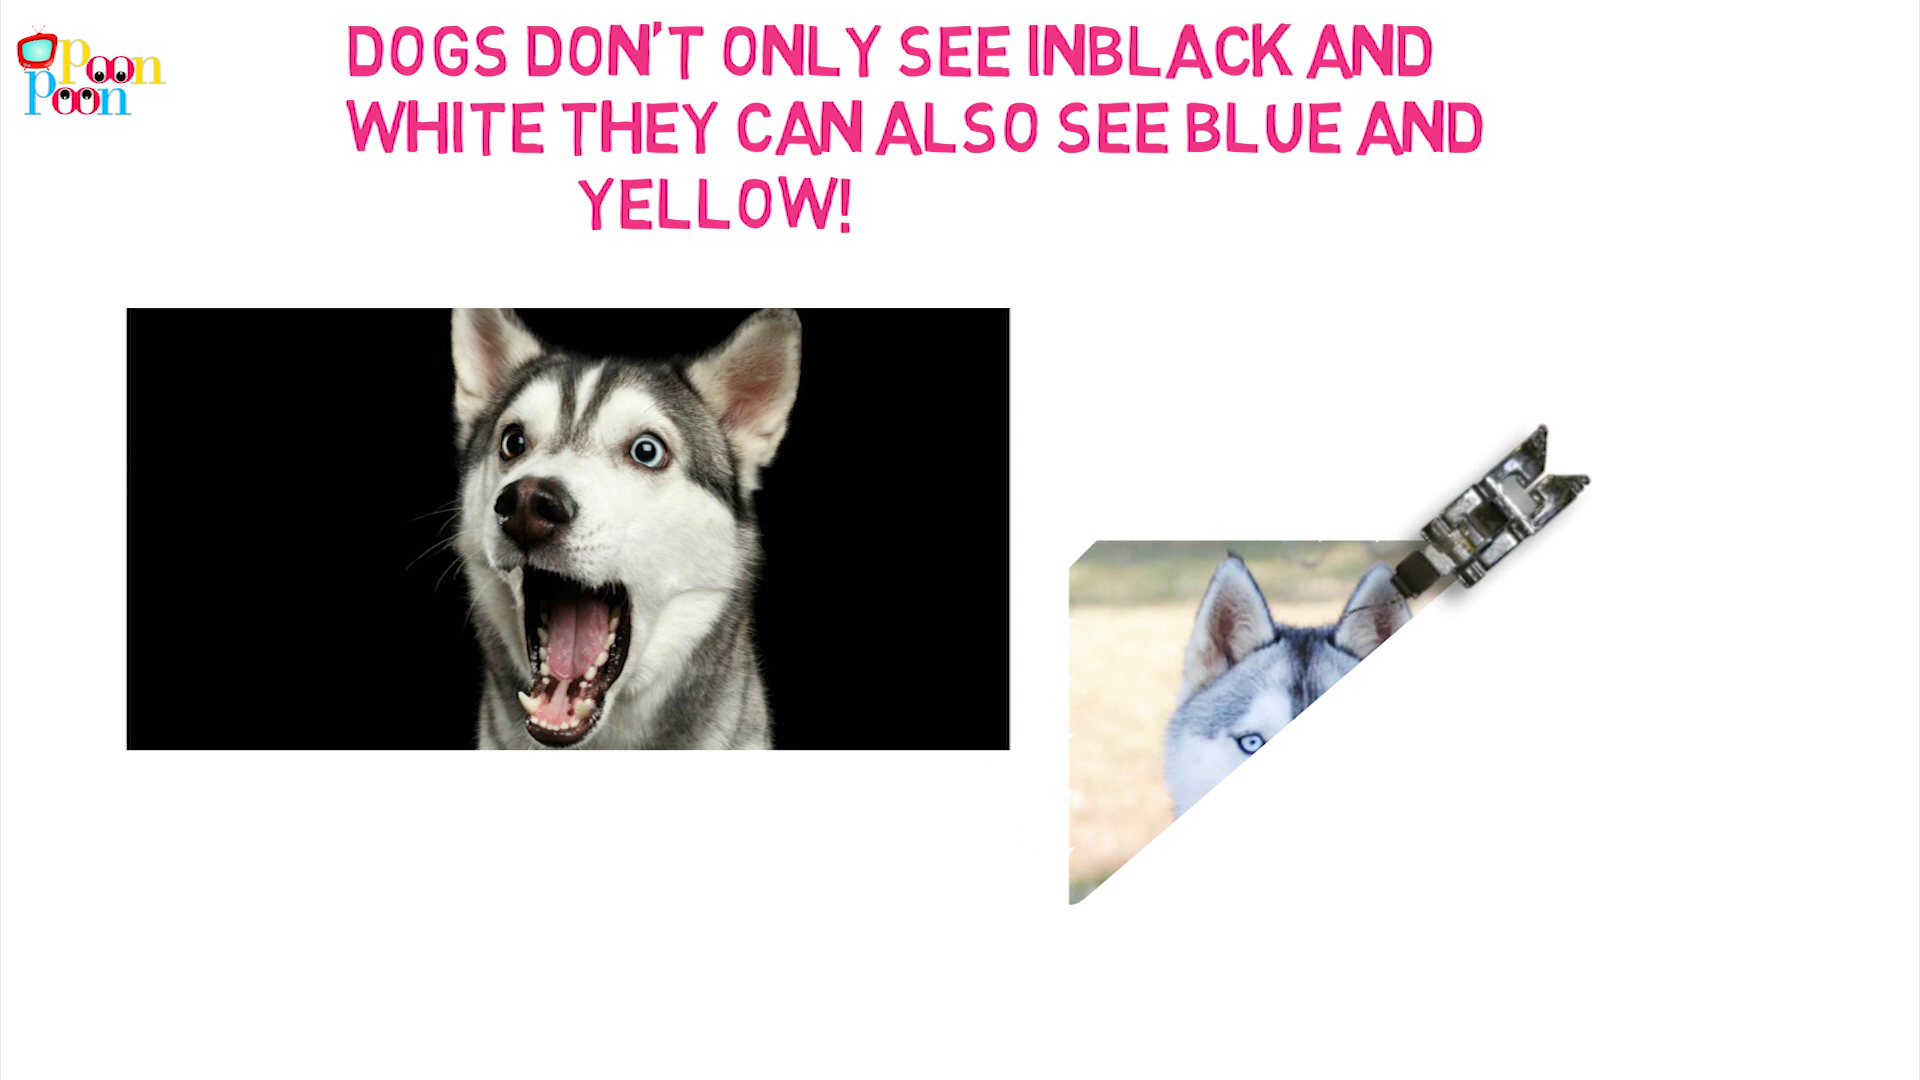 poon
poon
DOGS DON'T ONLY SEE INBLACK AND
WHITE THEY CAN ALSO SEE BLUE AND
YELLOW!